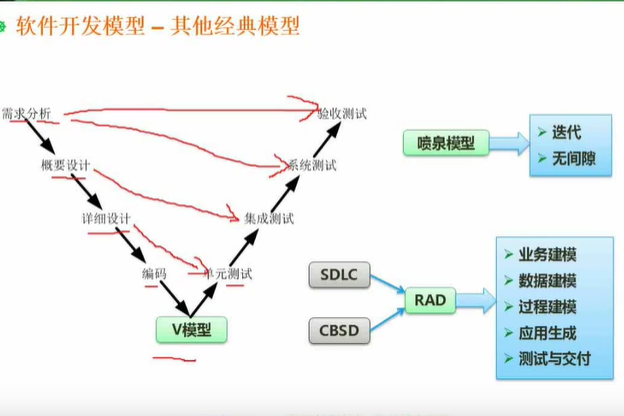 软件开发模型 – 其他经典模型
需求分析
概要设计
详细设计
编码
单元测试
集成测试
系统测试
验收测试
V模型
喷泉模型
迭代
无间隙
SDLC
CBSD
RAD
业务建模
数据建模
过程建模
应用生成
测试与交付